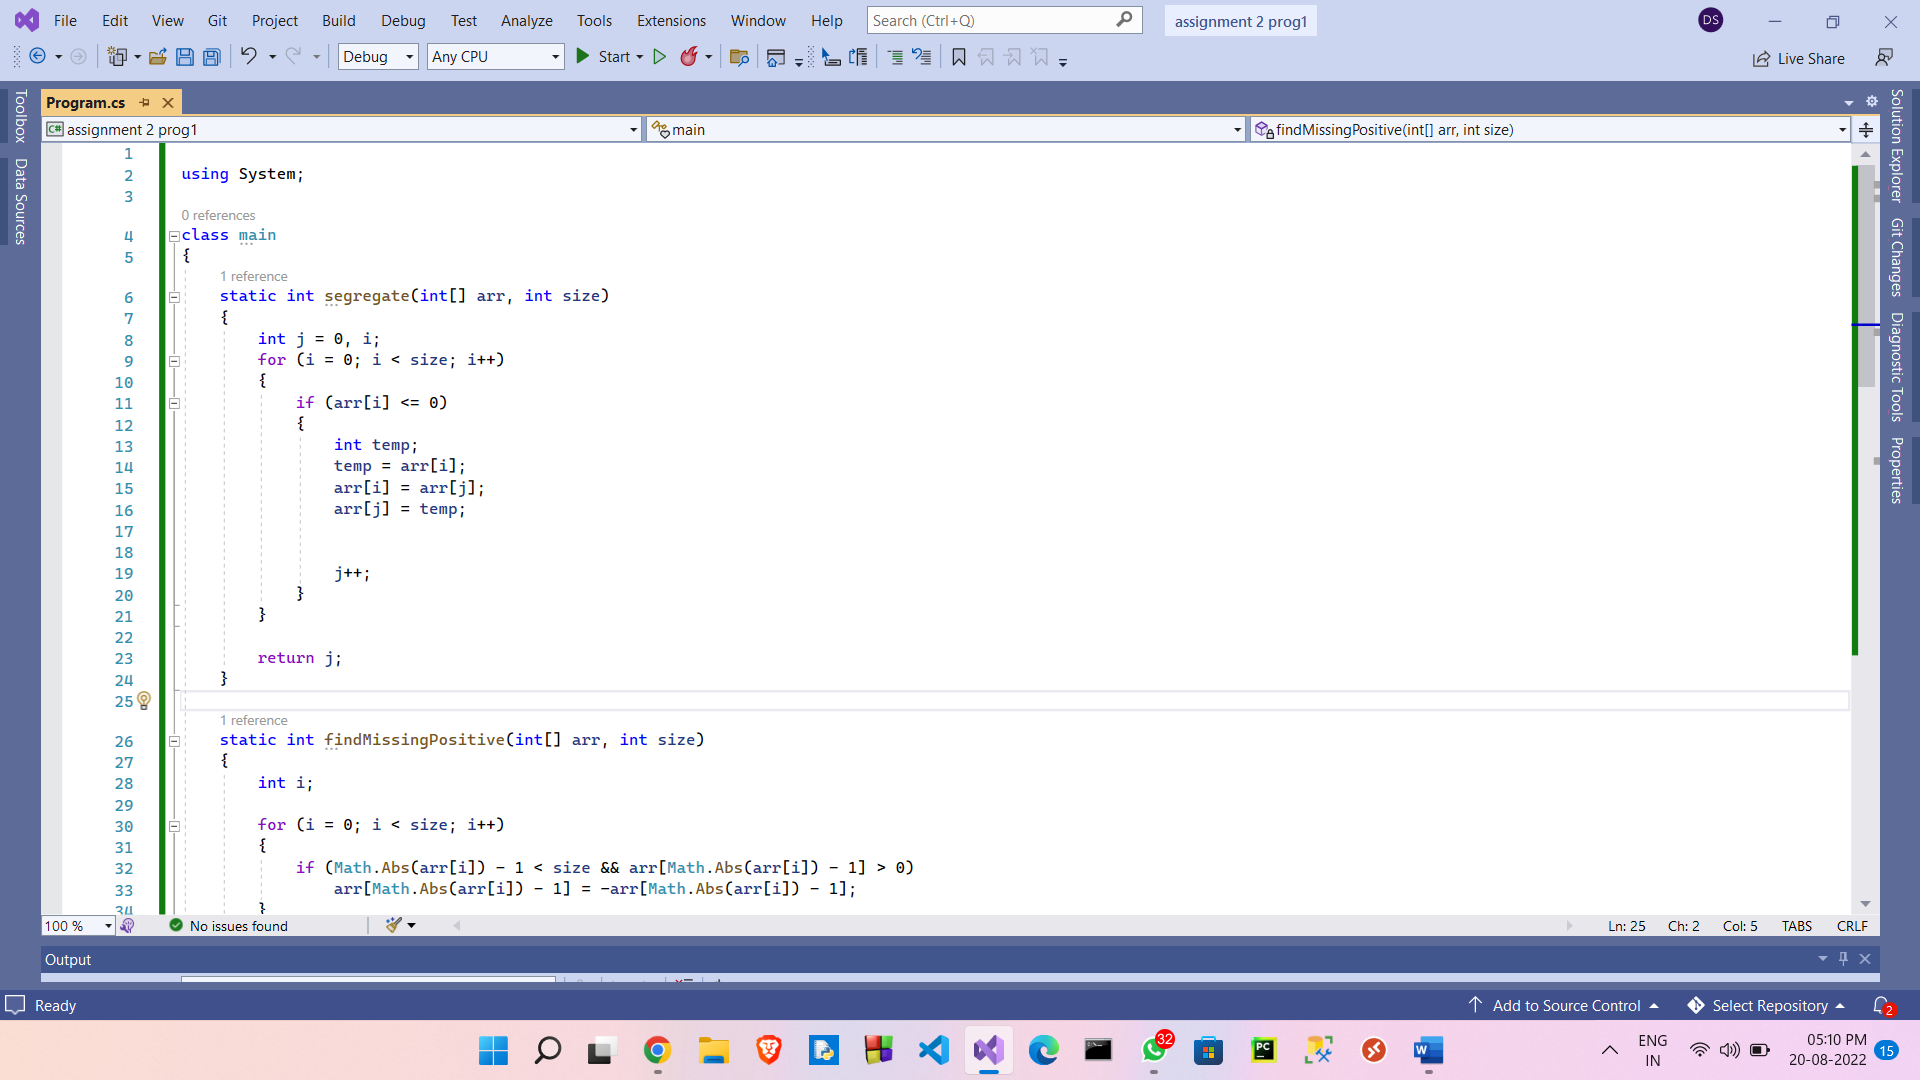 File Edit View Git Project Build Debug Test Analyze Tools Extensions Window Help Search (Ctrl+Q) assignment 2 prog1 DS
Debug Any CPU Start Live Share
Toolbox
Data Sources
Program.cs
assignment 2 prog1 main findMissingPositive(int[] arr, int size)
1
2 using System;
3
0 references
4 class main
5 {
1 reference
6 static int segregate(int[] arr, int size)
7 {
8 int j = 0, i;
9 for (i = 0; i < size; i++)
10 {
11 if (arr[i] <= 0)
12 {
13 int temp;
14 temp = arr[i];
15 arr[i] = arr[j];
16 arr[j] = temp;
17
18
19 j++;
20 }
21 }
22
23 return j;
24 }
25
1 reference
26 static int findMissingPositive(int[] arr, int size)
27 {
28 int i;
29
30 for (i = 0; i < size; i++)
31 {
32 if (Math.Abs(arr[i]) - 1 < size && arr[Math.Abs(arr[i]) - 1] > 0)
33 arr[Math.Abs(arr[i]) - 1] = -arr[Math.Abs(arr[i]) - 1];
34 }
Solution Explorer
Git Changes
Diagnostic Tools
Properties
100 % No issues found Ln: 25 Ch: 2 Col: 5 TABS CRLF
Output
Ready Add to Source Control Select Repository 2
PC 32 W ENG
IN
05:10 PM
20-08-2022 15